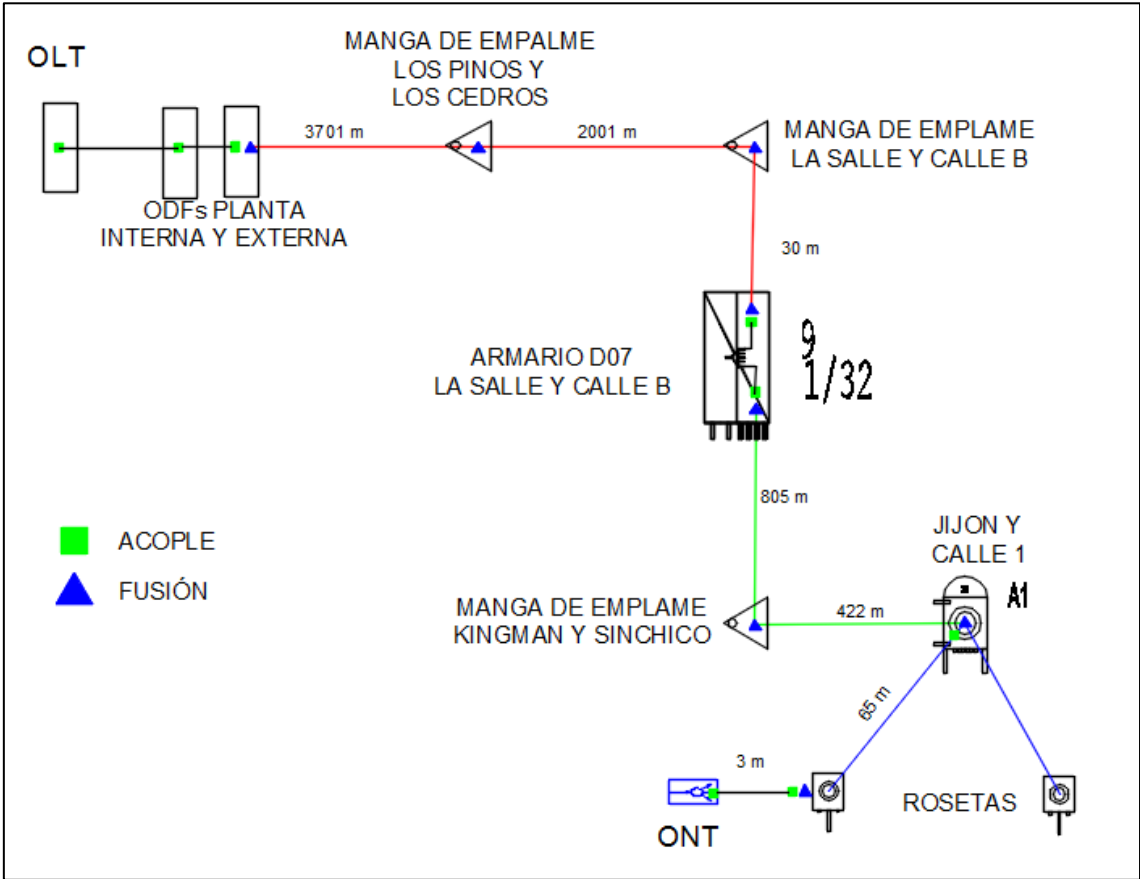 OLT
MANGA DE EMPALME
LOS PINOS Y
LOS CEDROS
3701 m
2001 m
MANGA DE EMPLAME
LA SALLE Y CALLE B
ODFs PLANTA
INTERNA Y EXTERNA
30 m
ARMARIO D07
LA SALLE Y CALLE B
9
1/32
805 m
ACOPLE
FUSIÓN
JIJON Y
CALLE 1
A1
MANGA DE EMPLAME
KINGMAN Y SINCHICO
422 m
65 m
3 m
ONT
ROSETAS